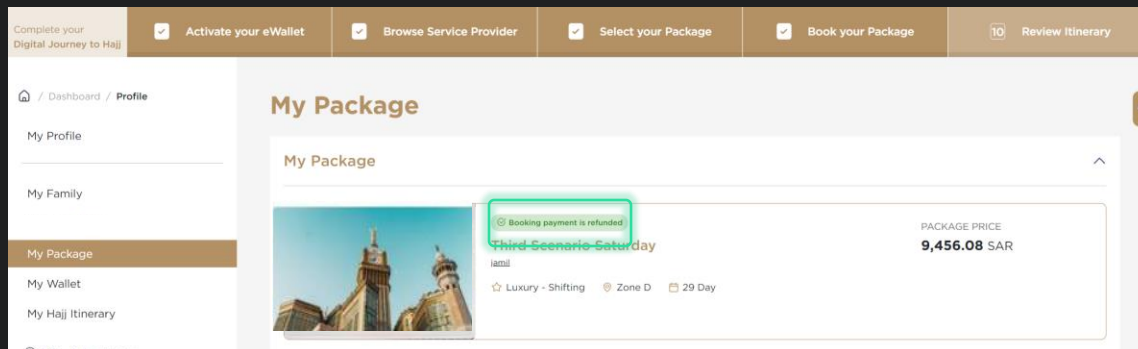 Complete your
Digital Journey to Hajj
Activate your eWallet
Browse Service Provider
Select your Package
Book your Package
10 Review Itinerary
/ Dashboard / Profile
My Profile
My Family
My Package
My Wallet
My Hajj Itinerary
My Package
My Package
Booking payment is refunded
Third Scenario Saturday
jamil
Luxury - Shifting Zone D 29 Day
PACKAGE PRICE
9,456.08 SAR